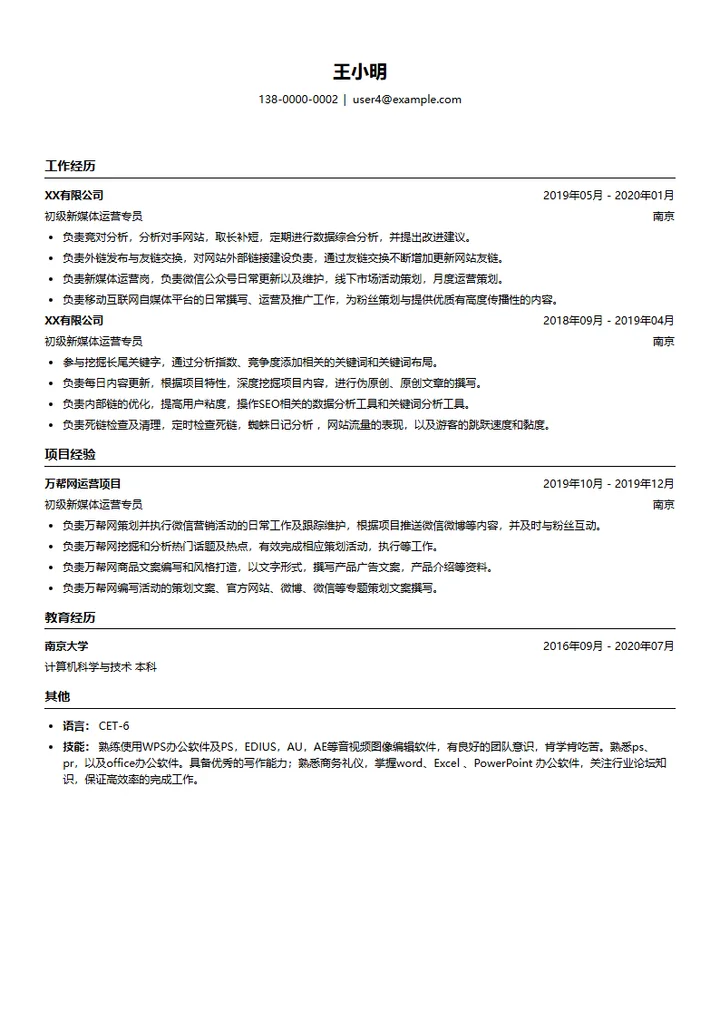 王小明
138-0000-0002 | user4@example.com
工作经历
XX有限公司 2019年05月 - 2020年01月
初级新媒体运营专员 南京
• 负责竞对分析，分析对手网站，取长补短，定期进行数据综合分析，并提出改进建议。
• 负责外链发布与友链交换，对网站外部链接建设负责，通过友链交换不断增加更新网站友链。
• 负责新媒体运营岗，负责微信公众号日常更新以及维护，线下市场活动策划，月度运营策划。
• 负责移动互联网自媒体平台的日常撰写、运营及推广工作，为粉丝策划与提供优质有高度传播性的内容。
XX有限公司 2018年09月 - 2019年04月
初级新媒体运营专员 南京
• 参与挖掘长尾关键字，通过分析指数、竞争度添加相关的关键词和关键词布局。
• 负责每日内容更新，根据项目特性，深度挖掘项目内容，进行伪原创、原创文章的撰写。
• 负责内部链的优化，提高用户粘度，操作SEO相关的数据分析工具和关键词分析工具。
• 负责死链检查及清理，定时检查死链，蜘蛛日记分析 ，网站流量的表现，以及游客的跳跃速度和黏度。
项目经验
万帮网运营项目 2019年10月 - 2019年12月
初级新媒体运营专员 南京
• 负责万帮网策划并执行微信营销活动的日常工作及跟踪维护，根据项目推送微信微博等内容，并及时与粉丝互动。
• 负责万帮网挖掘和分析热门话题及热点，有效完成相应策划活动，执行等工作。
• 负责万帮网商品文案编写和风格打造，以文字形式，撰写产品广告文案，产品介绍等资料。
• 负责万帮网编写活动的策划文案、官方网站、微博、微信等专题策划文案撰写。
教育经历
南京大学 2016年09月 - 2020年07月
计算机科学与技术 本科
其他
• 语言： CET-6
• 技能： 熟练使用WPS办公软件及PS，EDIUS，AU，AE等音视频图像编辑软件，有良好的团队意识，肯学肯吃苦。熟悉ps、
pr，以及office办公软件。具备优秀的写作能力；熟悉商务礼仪，掌握word、Excel 、PowerPoint 办公软件，关注行业论坛知
识，保证高效率的完成工作。